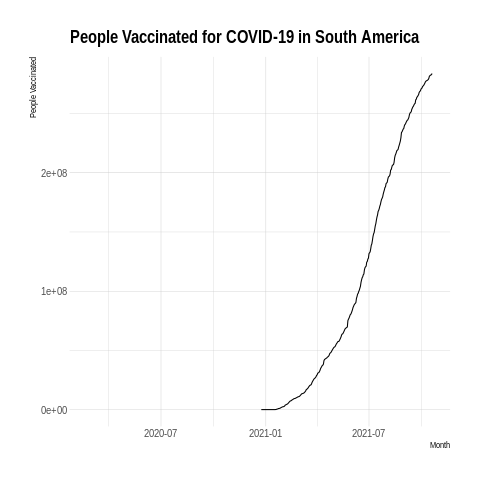 People Vaccinated for COVID-19 in South America
People Vaccinated
2e+08
1e+08
0e+00
2020-07
2021-01
2021-07
Month